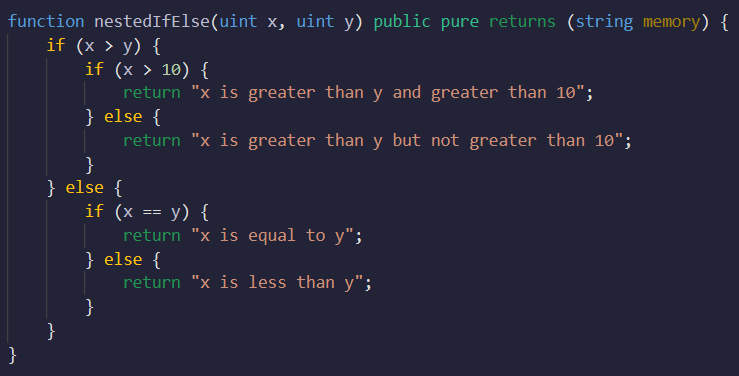 function nestedIfElse(uint x, uint y) public pure returns (string memory) {
    if (x > y) {
        if (x > 10) {
            return "x is greater than y and greater than 10";
        } else {
            return "x is greater than y but not greater than 10";
        }
    } else {
        if (x == y) {
            return "x is equal to y";
        } else {
            return "x is less than y";
        }
    }
}